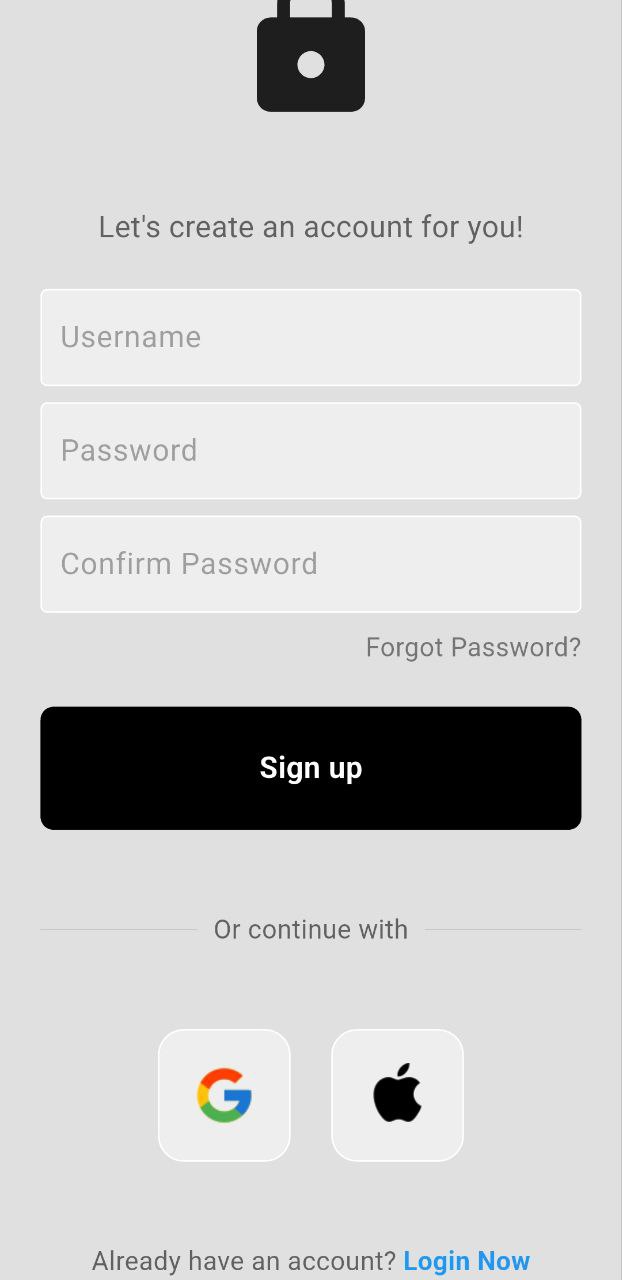 Let's create an account for you!
Username
Password
Confirm Password
Forgot Password?
Sign up
Or continue with
Already have an account? Login Now